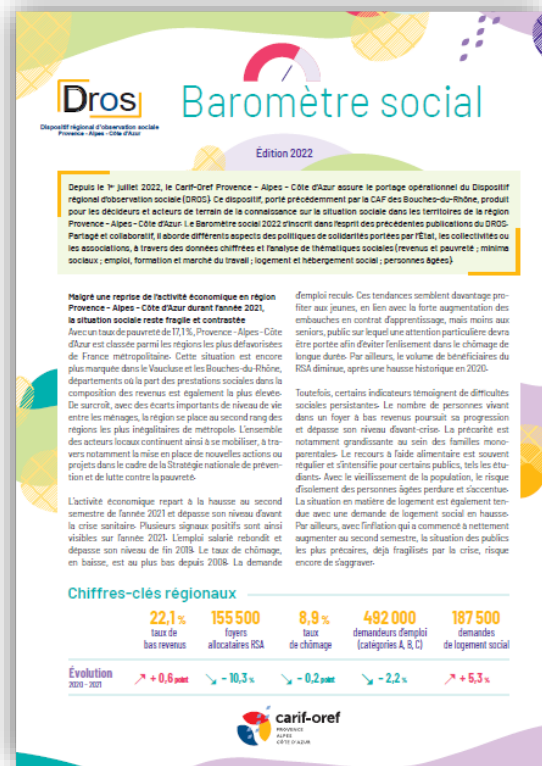 Dros
Dispositif régional d'observation sociale
Provence - Alpes - Côte d'Azur
Baromètre social
Édition 2022
Depuis le 1er juillet 2022, le Carif-Oref Provence - Alpes - Côte d'Azur assure le portage opérationnel du Dispositif
régional d'observation sociale (DROS). Ce dispositif, porté précédemment par la CAF des Bouches-du-Rhône, produit
pour les décideurs et acteurs de terrain de la connaissance sur la situation sociale dans les territoires de la région
Provence - Alpes - Côte d'Azur. Le Baromètre social 2022 s'inscrit dans l'esprit des précédentes publications du DROS.
Partagé et collaboratif, il aborde différents aspects des politiques de solidarités portées par l'État, les collectivités ou
les associations, à travers des données chiffrées et l'analyse de thématiques sociales (revenus et pauvreté ; minima
sociaux ; emploi, formation et marché du travail ; logement et hébergement social ; personnes âgées).
Malgré une reprise de l'activité économique en région
Provence - Alpes - Côte d'Azur durant l'année 2021,
la situation sociale reste fragile et contrastée
Avec un taux de pauvreté de 17,1 %, Provence - Alpes - Côte
d'Azur est classée parmi les régions les plus défavorisées
de France métropolitaine. Cette situation est encore
plus marquée dans le Vaucluse et les Bouches-du-Rhône,
départements où la part des prestations sociales dans la
composition des revenus est également la plus élevée.
De surcroit, avec des écarts importants de niveau de vie
entre les ménages, la région se place au second rang des
régions les plus inégalitaires de métropole. L'ensemble
des acteurs locaux continuent ainsi à se mobiliser, à tra-
vers notamment la mise en place de nouvelles actions ou
projets dans le cadre de la Stratégie nationale de préven-
tion et de lutte contre la pauvreté.
L'activité économique repart à la hausse au second
semestre de l'année 2021 et dépasse son niveau d'avant
la crise sanitaire. Plusieurs signaux positifs sont ainsi
visibles sur l'année 2021. L'emploi salarié rebondit et
dépasse son niveau de fin 2019. Le taux de chômage,
en baisse, est au plus bas depuis 2008. La demande
d'emploi recule. Ces tendances semblent davantage pro-
fiter aux jeunes, en lien avec la forte augmentation des
embauches en contrat d'apprentissage, mais moins aux
seniors, public sur lequel une attention particulière devra
être portée afin d'éviter l'enlisement dans le chômage de
longue durée. Par ailleurs, le volume de bénéficiaires du
RSA diminue, après une hausse historique en 2020.
Toutefois, certains indicateurs témoignent de difficultés
sociales persistantes. Le nombre de personnes vivant
dans un foyer à bas revenus poursuit sa progression
et dépasse son niveau d'avant-crise. La précarité est
notamment grandissante au sein des familles mono-
parentales. Le recours à l'aide alimentaire est souvent
régulier et s'intensifie pour certains publics, tels les étu-
diants. Avec le vieillissement de la population, le risque
d'isolement des personnes âgées perdure et s'accentue.
La situation en matière de logement est également ten-
due avec une demande de logement social en hausse.
Par ailleurs, avec l'inflation qui a commencé à nettement
augmenter au second semestre, la situation des publics
les plus précaires, déjà fragilisés par la crise, risque
encore de s'aggraver.
Chiffres-clés régionaux
22,1 % 155 500 8,9 % 492 000 187 500
taux de foyers taux demandeurs d'emploi demandes
bas revenus allocataires RSA de chômage (catégories A, B, C) de logement social
Évolution
2020 - 2021
↗ + 0,6 point ↘ - 10,3 % ↘ - 0,2 point ↘ - 2,2 % ↗ + 5,3 %
carif-oref
PROVENCE
ALPES
CÔTE D'AZUR